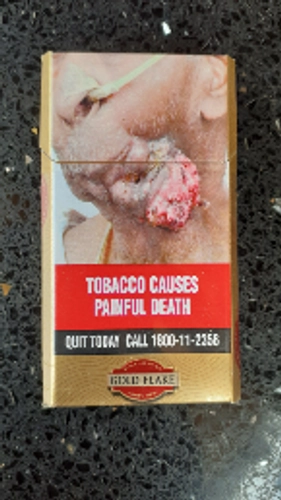 TOBACCO CAUSES
PAINFUL DEATH
QUIT TODAY CALL 1800-11-2356
GOLD FLAKE